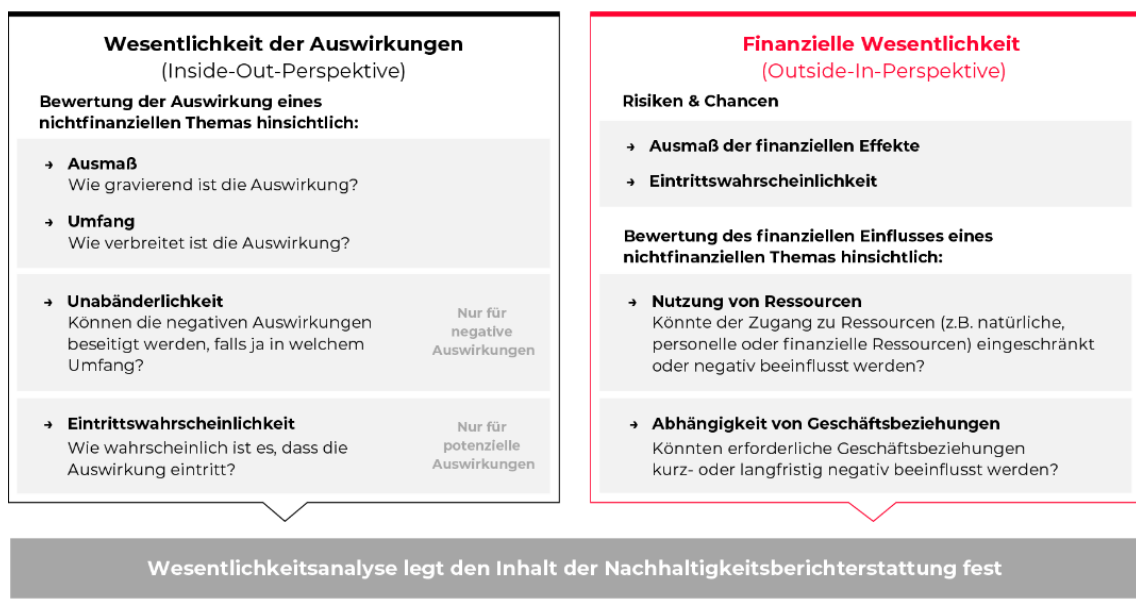 Wesentlichkeit der Auswirkungen
(Inside-Out-Perspektive)
Bewertung der Auswirkung eines
nichtfinanziellen Themas hinsichtlich:
→ Ausmaß
Wie gravierend ist die Auswirkung?
→ Umfang
Wie verbreitet ist die Auswirkung?
→ Unabänderlichkeit
Können die negativen Auswirkungen
beseitigt werden, falls ja in welchem
Umfang?
Nur für
negative
Auswirkungen
→ Eintrittswahrscheinlichkeit
Wie wahrscheinlich ist es, dass die
Auswirkung eintritt?
Nur für
potenzielle
Auswirkungen
Finanzielle Wesentlichkeit
(Outside-In-Perspektive)
Risiken & Chancen
→ Ausmaß der finanziellen Effekte
→ Eintrittswahrscheinlichkeit
Bewertung des finanziellen Einflusses eines
nichtfinanziellen Themas hinsichtlich:
→ Nutzung von Ressourcen
Könnte der Zugang zu Ressourcen (z.B. natürliche,
personelle oder finanzielle Ressourcen) eingeschränkt
oder negativ beeinflusst werden?
→ Abhängigkeit von Geschäftsbeziehungen
Könnten erforderliche Geschäftsbeziehungen
kurz- oder langfristig negativ beeinflusst werden?
Wesentlichkeitsanalyse legt den Inhalt der Nachhaltigkeitsberichterstattung fest